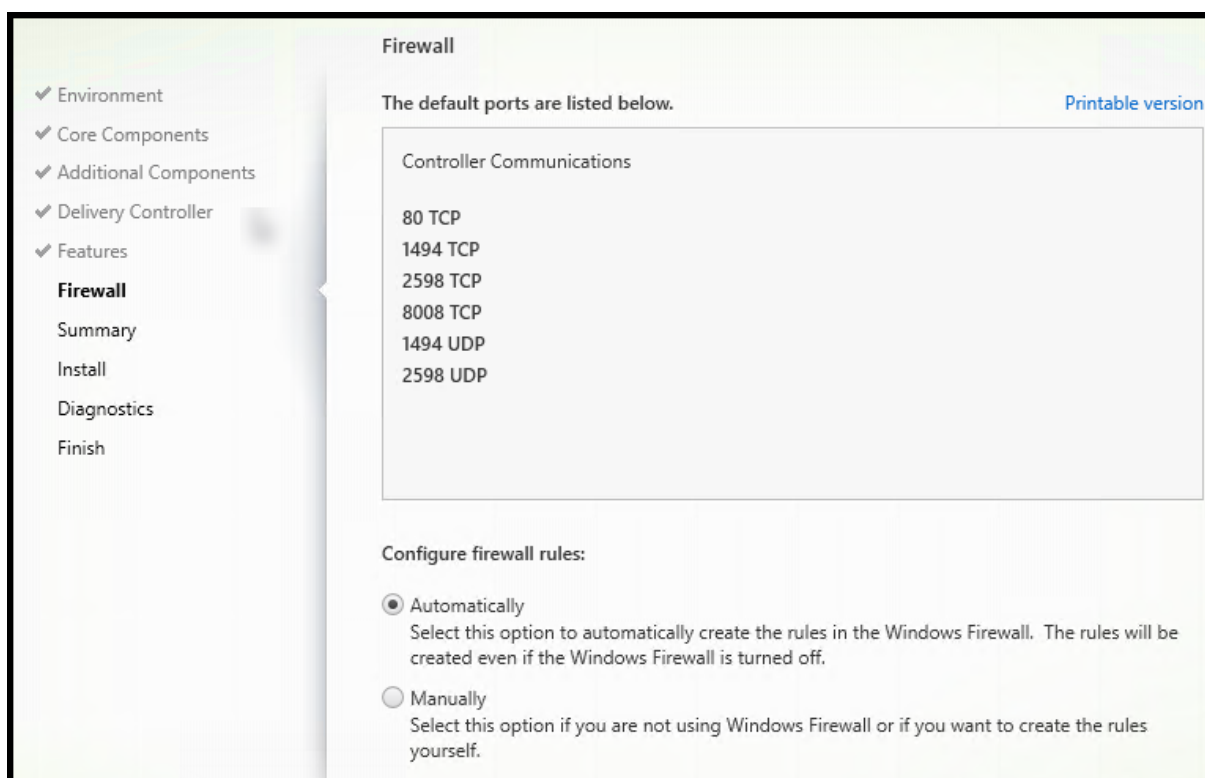 Firewall
Environment
Core Components
Additional Components
Delivery Controller
Features
Firewall
Summary
Install
Diagnostics
Finish
The default ports are listed below.
Printable version
Controller Communications
80 TCP
1494 TCP
2598 TCP
8008 TCP
1494 UDP
2598 UDP
Configure firewall rules:
Automatically
Select this option to automatically create the rules in the Windows Firewall. The rules will be
created even if the Windows Firewall is turned off.
Manually
Select this option if you are not using Windows Firewall or if you want to create the rules
yourself.